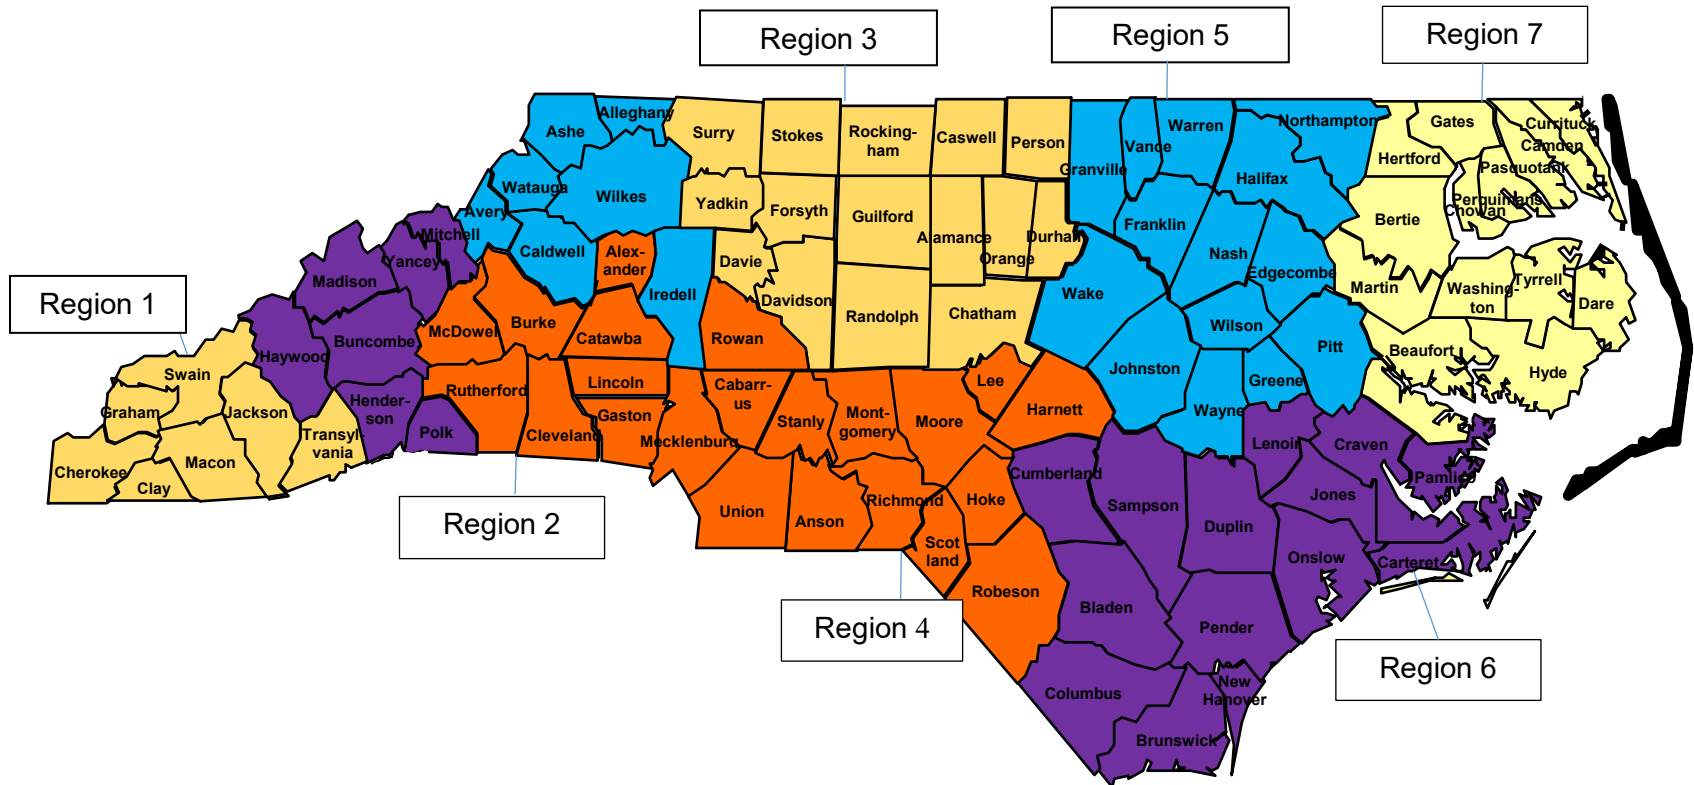 Region 3
Region 5
Region 7
Alleghany
Ashe
Surry
Stokes
Rocking-
ham
Caswell
Person
Granville
Vance
Warren
Northampton
Halifax
Gates
Hertford
Currituck
Camden
Pasquotank
Perquimans
Chowan
Bertie
Watauga
Wilkes
Yadkin
Forsyth
Guilford
Alamance
Orange
Durham
Franklin
Nash
Edgecombe
Avery
Mitchell
Yancey
Madison
Caldwell
Alex-
ander
Iredell
Davie
Davidson
Randolph
Chatham
Wake
Wilson
Martin
Washing-
ton
Tyrrell
Dare
Region 1
Haywood
Buncombe
McDowel
Burke
Catawba
Rowan
Johnston
Greene
Pitt
Beaufort
Hyde
Swain
Graham
Jackson
Hender-
son
Rutherford
Lincoln
Gaston
Cabarr-
us
Stanly
Mont-
gomery
Moore
Lee
Harnett
Wayne
Lenoir
Craven
Pamlico
Cherokee
Clay
Macon
Transyl-
vania
Polk
Cleveland
Mecklenburg
Union
Anson
Richmond
Scot
land
Hoke
Cumberland
Sampson
Duplin
Jones
Onslow
Carteret
Region 2
Robeson
Bladen
Pender
Region 4
Region 6
Columbus
New
Hanover
Brunswick